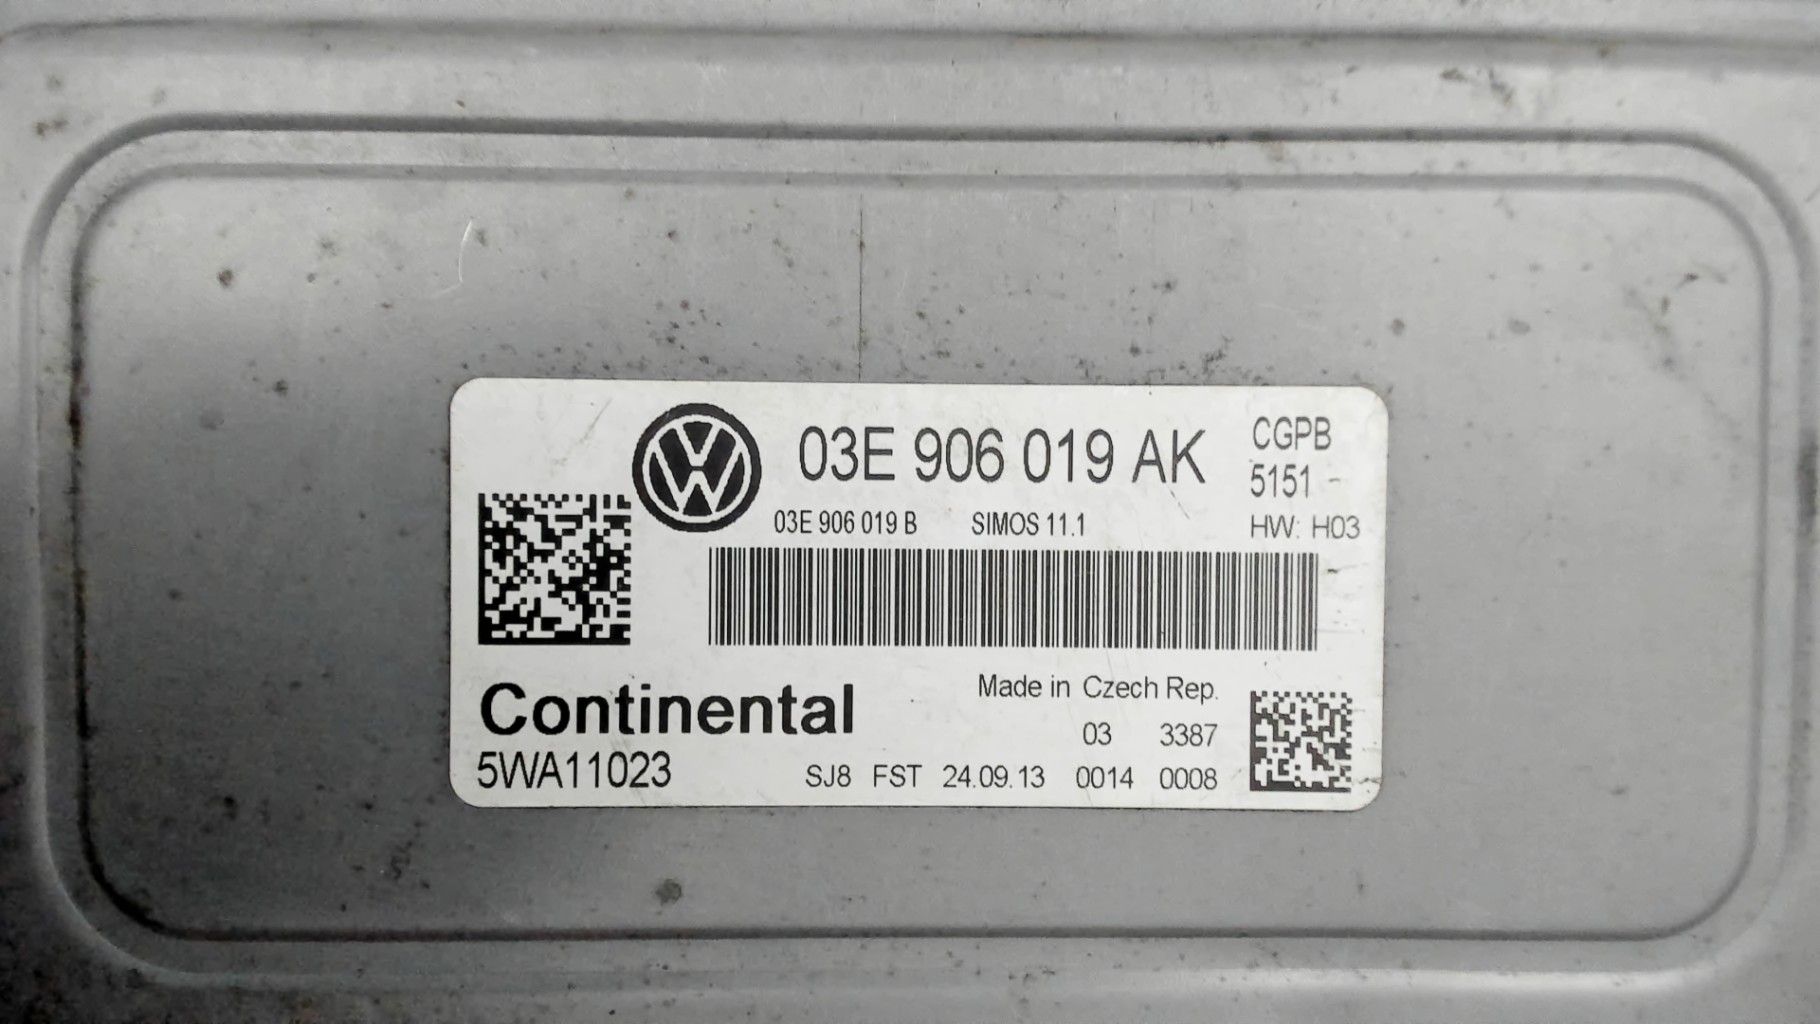 03E 906 019 AK
CGPB
5151 -
03E 906 019 B SIMOS 11.1 HW: H03
Continental
Made in Czech Rep.
03 3387
5WA11023
SJ8 FST 24.09.13 0014 0008